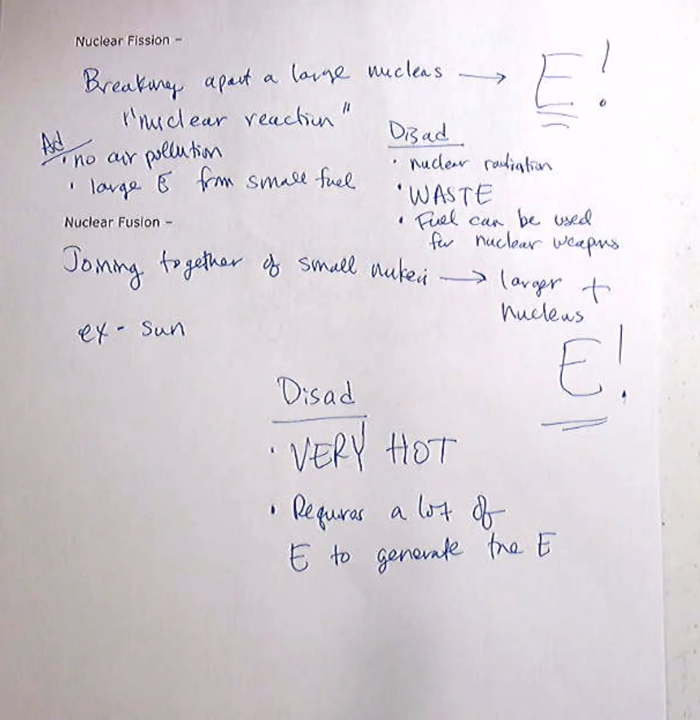 Nuclear Fission -
Breaking apart a large nucleas → E!
"nuclear reaction"
Ad
• no air pollution
• large E from small fuel
Disad
• nuclear radiation
• WASTE
• Fuel can be used
for nuclear weapons
Nuclear Fusion -
Joining together of small nuclei → larger +
nucleus
E!
ex - sun
Disad
• VERY HOT
• Requires a lot of
E to generate the E